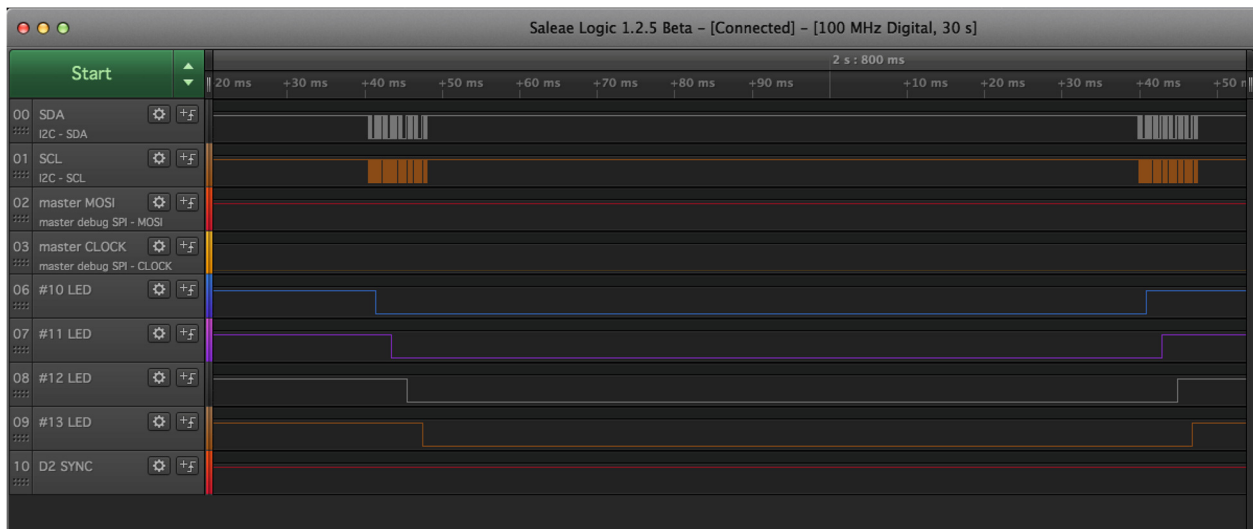 Saleae Logic 1.2.5 Beta – [Connected] – [100 MHz Digital, 30 s]
Start
2 s : 800 ms
20 ms +30 ms +40 ms +50 ms +60 ms +70 ms +80 ms +90 ms +10 ms +20 ms +30 ms +40 ms +50 m
00 SDA
I2C - SDA
01 SCL
I2C - SCL
02 master MOSI
master debug SPI - MOSI
03 master CLOCK
master debug SPI - CLOCK
06 #10 LED
07 #11 LED
08 #12 LED
09 #13 LED
10 D2 SYNC